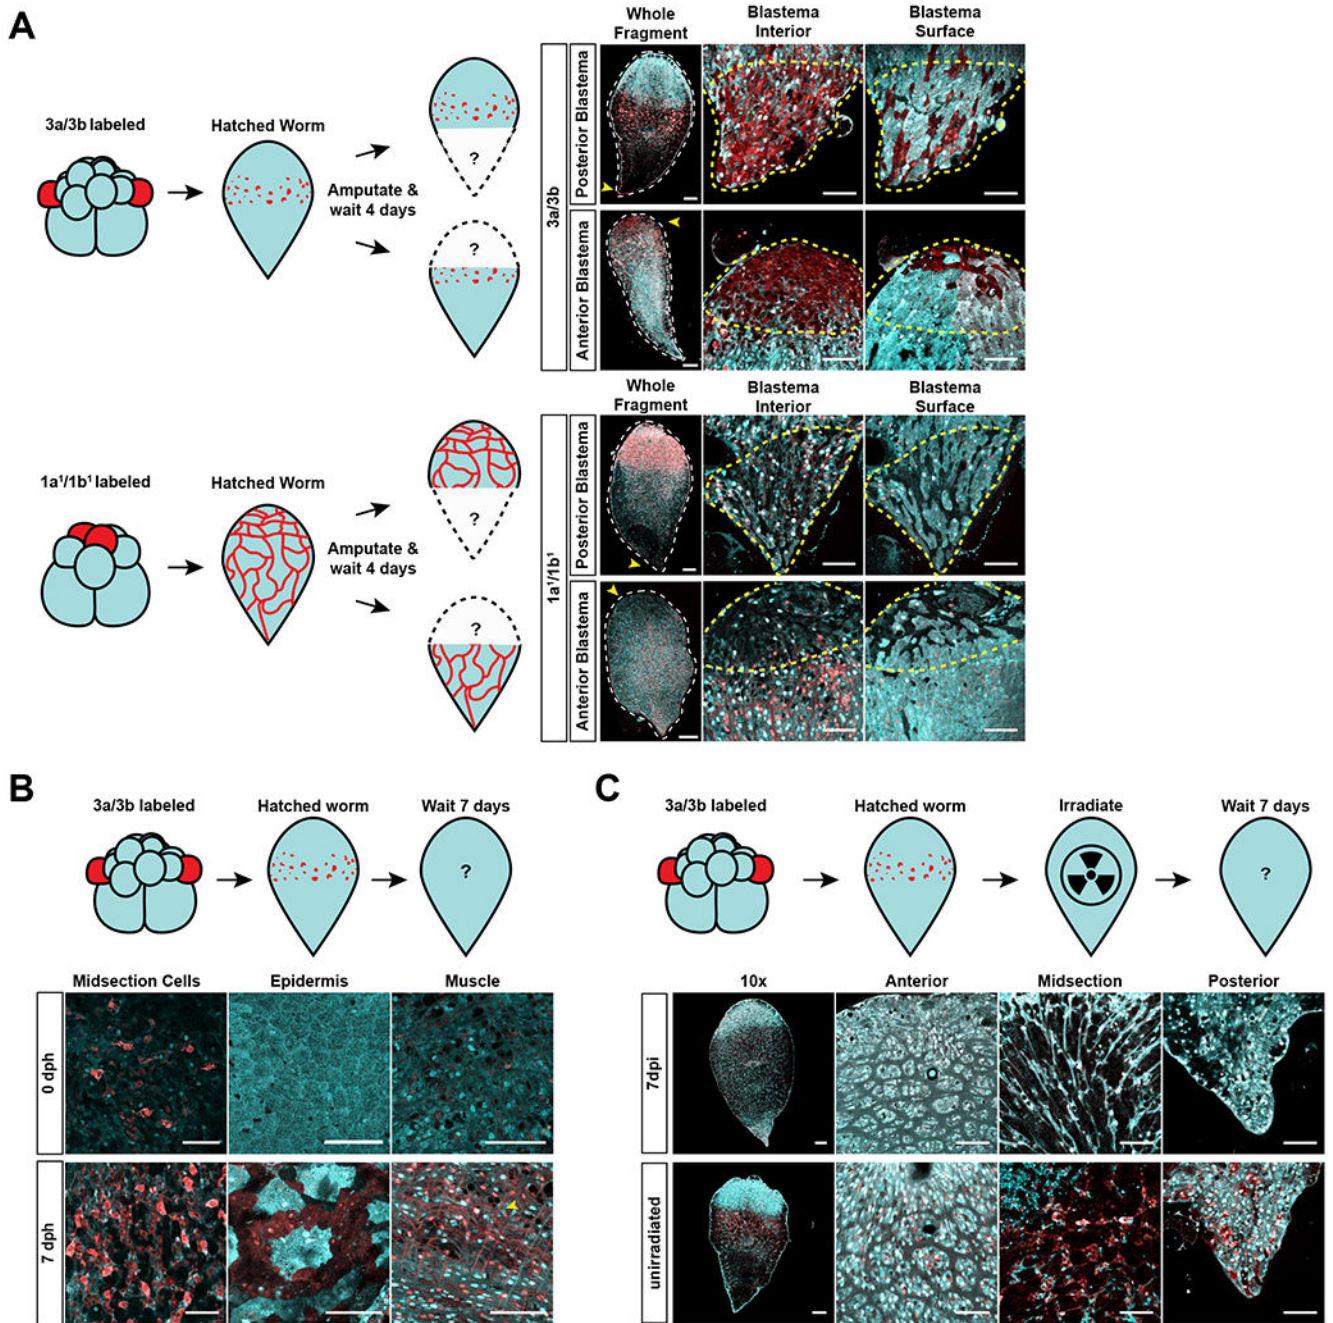 A
3a/3b labeled
Hatched Worm
Amputate &
wait 4 days
?
?
3a/3b
Posterior Blastema
Anterior Blastema
Whole
Fragment
Blastema
Interior
Blastema
Surface
1a¹/1b¹ labeled
Hatched Worm
Amputate &
wait 4 days
?
?
1a¹/1b¹
Posterior Blastema
Anterior Blastema
Whole
Fragment
Blastema
Interior
Blastema
Surface
B
3a/3b labeled
Hatched worm
Wait 7 days
?
Midsection Cells
Epidermis
Muscle
0 dph
7 dph
C
3a/3b labeled
Hatched worm
Irradiate
Wait 7 days
?
10x
Anterior
Midsection
Posterior
7dpi
unirradiated